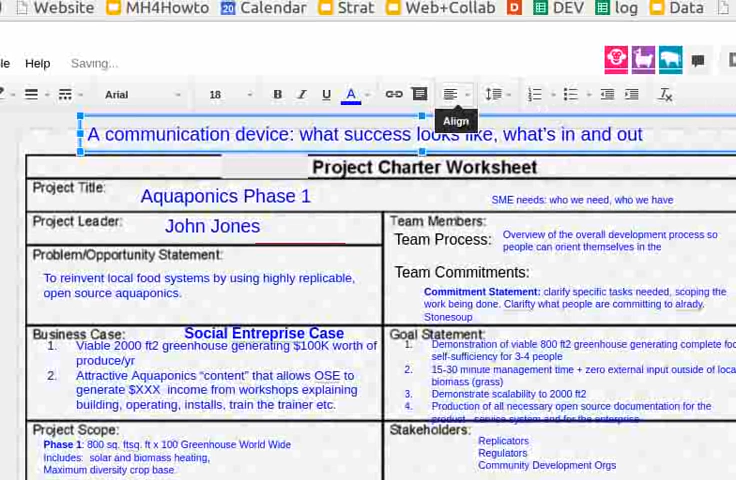 Website MH4Howto 20 Calendar Strat Web+Collab D DEV log Data
le Help Saving...
Arial 18 B I U A
Align
A communication device: what success looks like, what's in and out
Project Charter Worksheet
Project Title:
Aquaponics Phase 1
SME needs: who we need, who we have
Project Leader:
John Jones
Team Members:
Team Process:
Overview of the overall development process so
people can orient themselves in the
Problem/Opportunity Statement:
To reinvent local food systems by using highly replicable,
open source aquaponics.
Team Commitments:
Commitment Statement: clarify specific tasks needed, scoping the
work being done. Clarifty what people are committing to alrady.
Stonesoup
Business Case:
Social Entreprise Case
1. Viable 2000 ft2 greenhouse generating $100K worth of
produce/yr
2. Attractive Aquaponics “content” that allows OSE to
generate $XXX income from workshops explaining
building, operating, installs, train the trainer etc.
Goal Statement:
1. Demonstration of viable 800 ft2 greenhouse generating complete foo
self-sufficiency for 3-4 people
2. 15-30 minute management time + zero external input outside of loca
biomass (grass)
3. Demonstrate scalability to 2000 ft2
4. Production of all necessary open source documentation for the
product - service system and for the enterprise
Project Scope:
Phase 1: 800 sq. ftsq. ft x 100 Greenhouse World Wide
Includes: solar and biomass heating,
Maximum diversity crop base.
Stakeholders:
Replicators
Regulators
Community Development Orgs